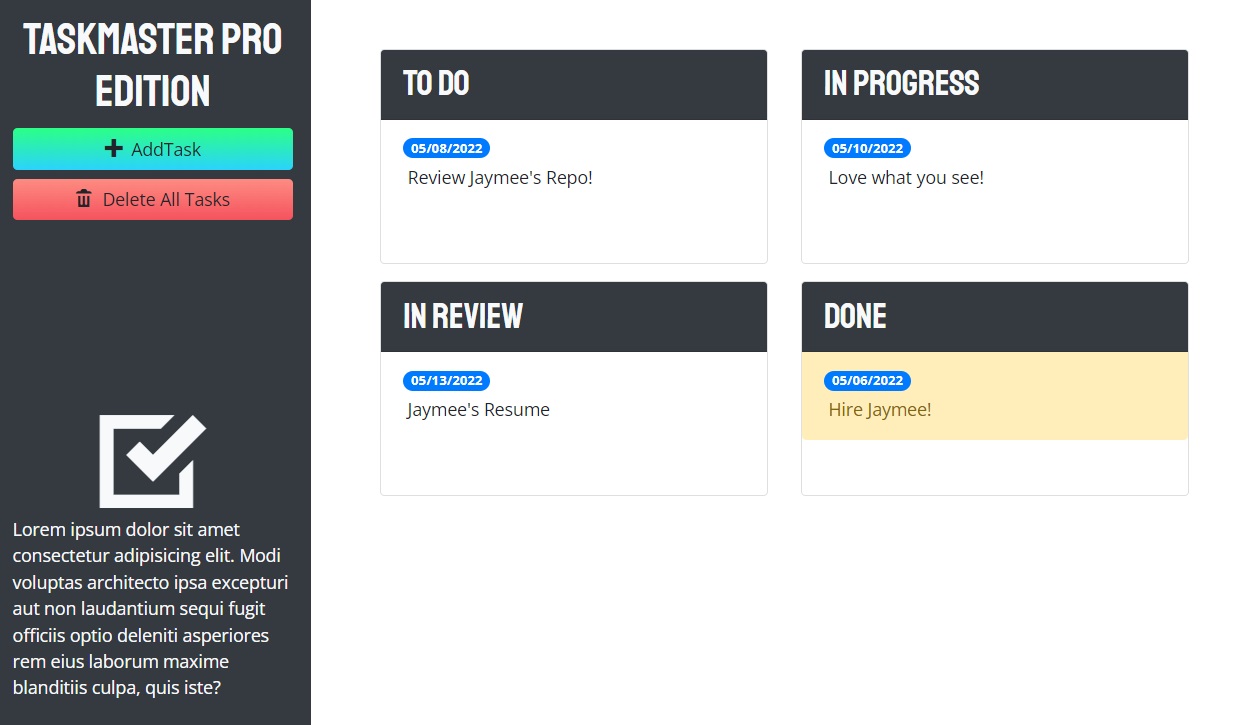 TASKMASTER PRO
EDITION
AddTask
Delete All Tasks
Lorem ipsum dolor sit amet
consectetur adipisicing elit. Modi
voluptas architecto ipsa excepturi
aut non laudantium sequi fugit
officiis optio deleniti asperiores
rem eius laborum maxime
blanditiis culpa, quis iste?
TO DO
05/08/2022
Review Jaymee's Repo!
IN PROGRESS
05/10/2022
Love what you see!
IN REVIEW
05/13/2022
Jaymee's Resume
DONE
05/06/2022
Hire Jaymee!